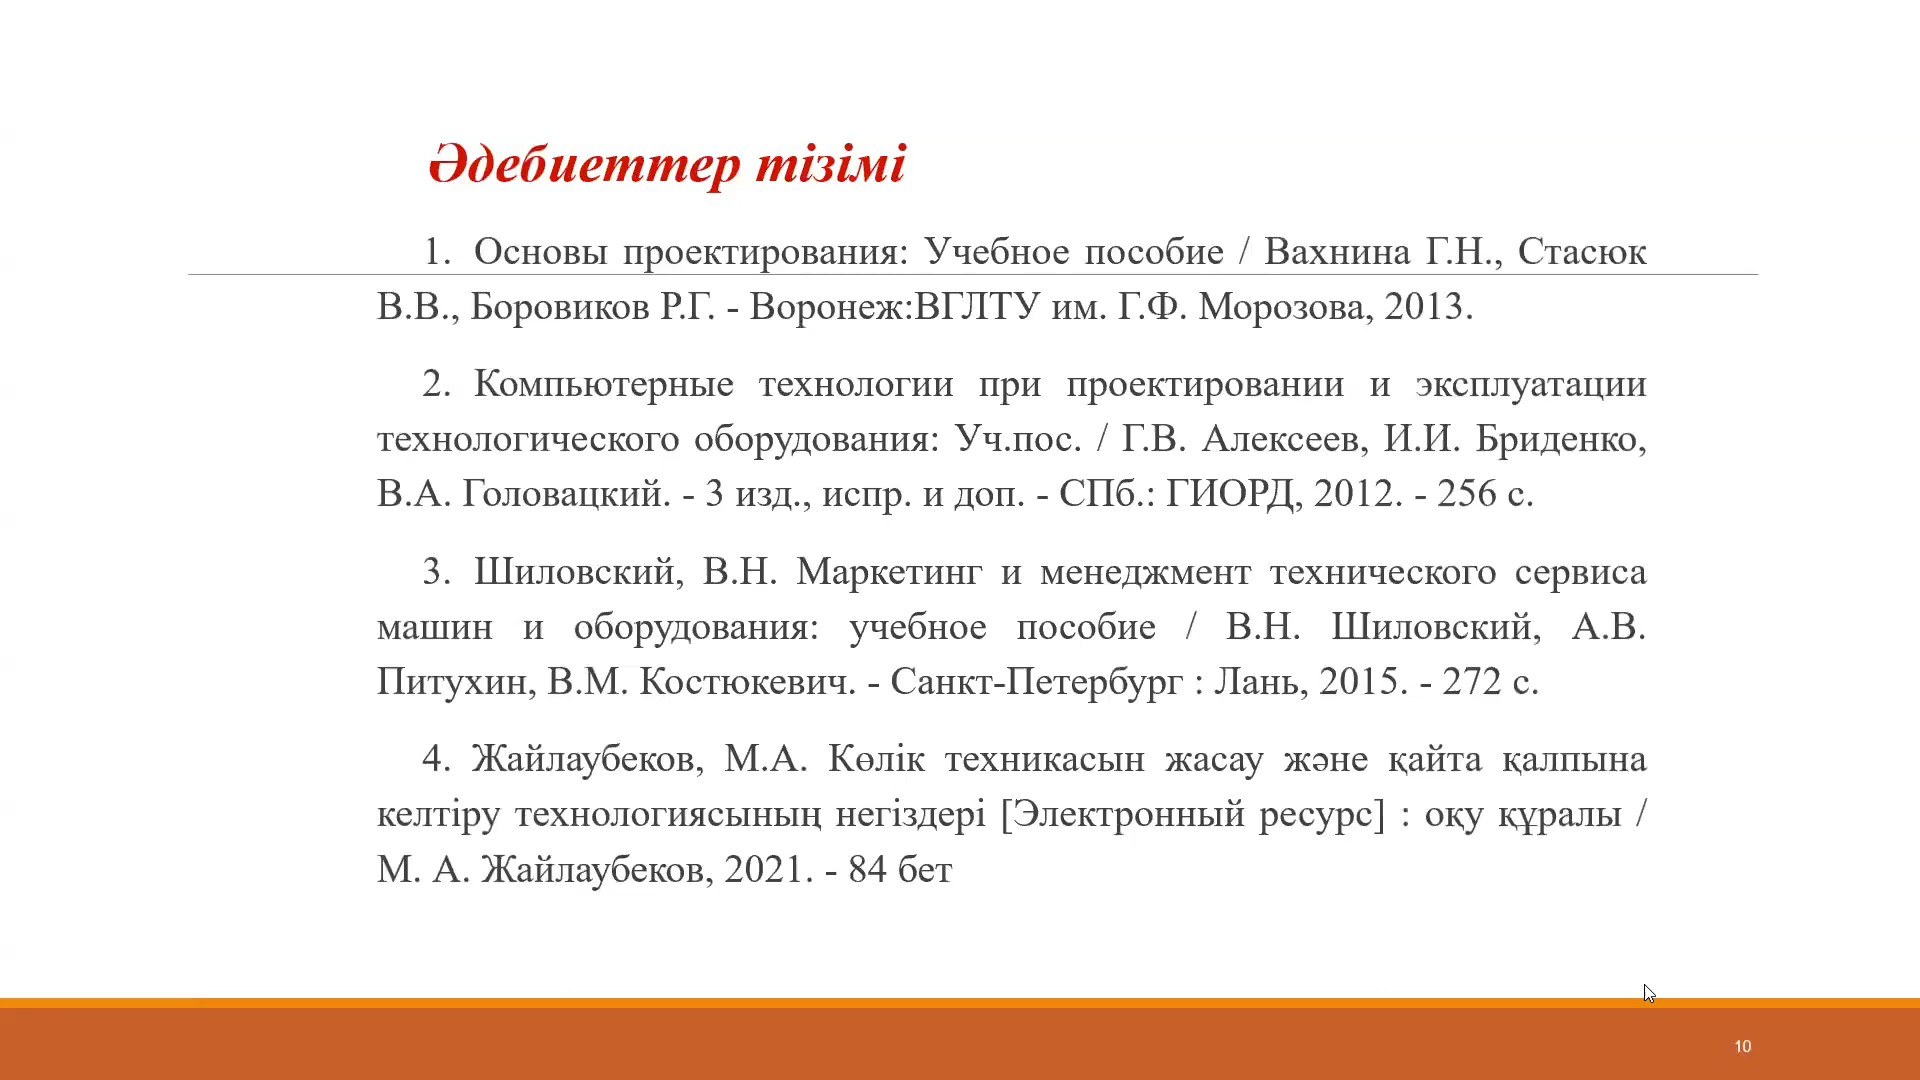 Әдебиеттер тізімі
1. Основы проектирования: Учебное пособие / Вахнина Г.Н., Стасюк
В.В., Боровиков Р.Г. - Воронеж:ВГЛТУ им. Г.Ф. Морозова, 2013.
2. Компьютерные технологии при проектировании и эксплуатации
технологического оборудования: Уч.пос. / Г.В. Алексеев, И.И. Бриденко,
В.А. Головацкий. - 3 изд., испр. и доп. - СПб.: ГИОРД, 2012. - 256 с.
3. Шиловский, В.Н. Маркетинг и менеджмент технического сервиса
машин и оборудования: учебное пособие / В.Н. Шиловский, А.В.
Питухин, В.М. Костюкевич. - Санкт-Петербург : Лань, 2015. - 272 с.
4. Жайлаубеков, М.А. Көлік техникасын жасау және қайта қалпына
келтіру технологиясының негіздері [Электронный ресурс] : оқу құралы /
М. А. Жайлаубеков, 2021. - 84 бет
10